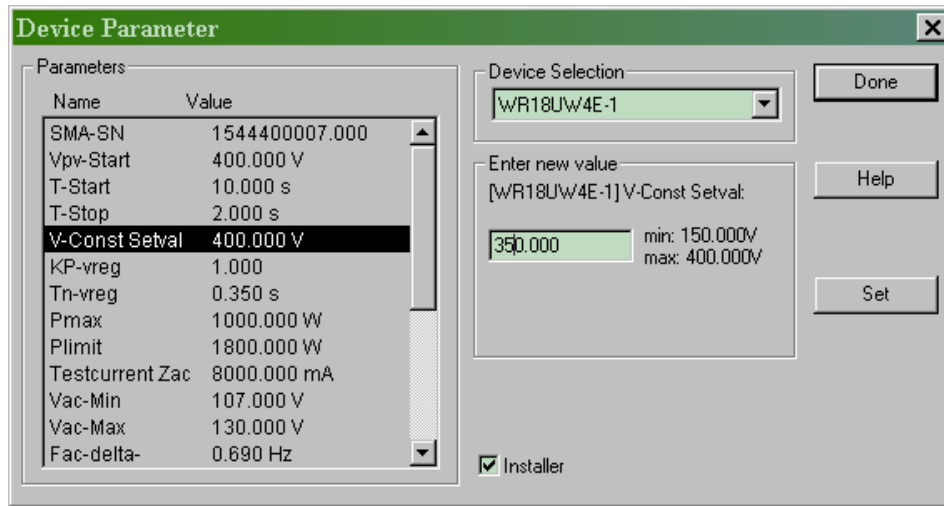 Device Parameter
Parameters
Name Value
SMA-SN 1544400007.000
Vpv-Start 400.000 V
T-Start 10.000 s
T-Stop 2.000 s
V-Const Setval 400.000 V
KP-vreg 1.000
Tn-vreg 0.350 s
Pmax 1000.000 W
Plimit 1800.000 W
Testcurrent Zac 8000.000 mA
Vac-Min 107.000 V
Vac-Max 130.000 V
Fac-delta- 0.690 Hz
Device Selection
WR18UW4E-1
Enter new value
[WR18UW4E-1] V-Const Setval:
350.000
min: 150.000V
max: 400.000V
Installer
Done
Help
Set